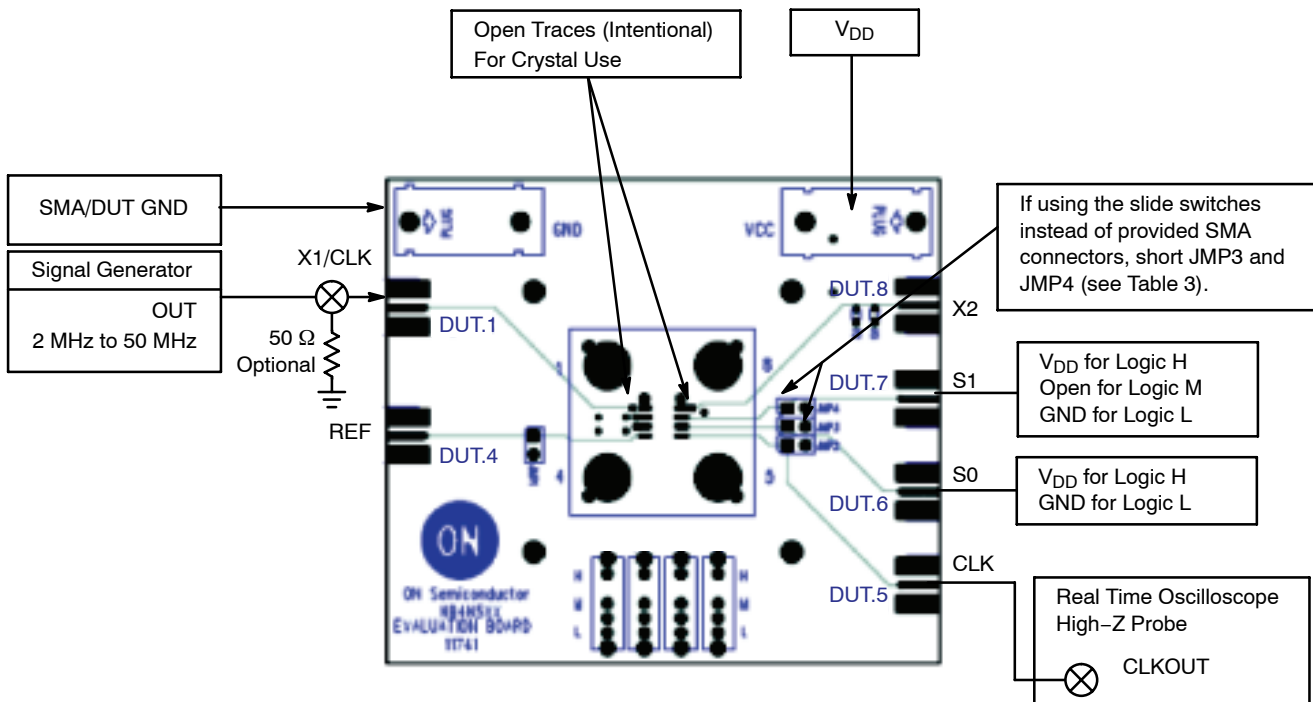 Open Traces (Intentional)
For Crystal Use
VDD
SMA/DUT GND
Signal Generator
OUT
2 MHz to 50 MHz
X1/CLK
50 Ω
Optional
REF
PLUG
GND
VCC
PLUG
If using the slide switches
instead of provided SMA
connectors, short JMP3 and
JMP4 (see Table 3).
DUT.1
DUT.4
DUT.8
X2
DUT.7
S1
VDD for Logic H
Open for Logic M
GND for Logic L
DUT.6
S0
VDD for Logic H
GND for Logic L
DUT.5
CLK
Real Time Oscilloscope
High–Z Probe
CLKOUT
4
5
JMP4
JMP3
ON
ON Semiconductor
NB4N5XX
EVALUATION BOARD
11741
H
M
L
H
M
L